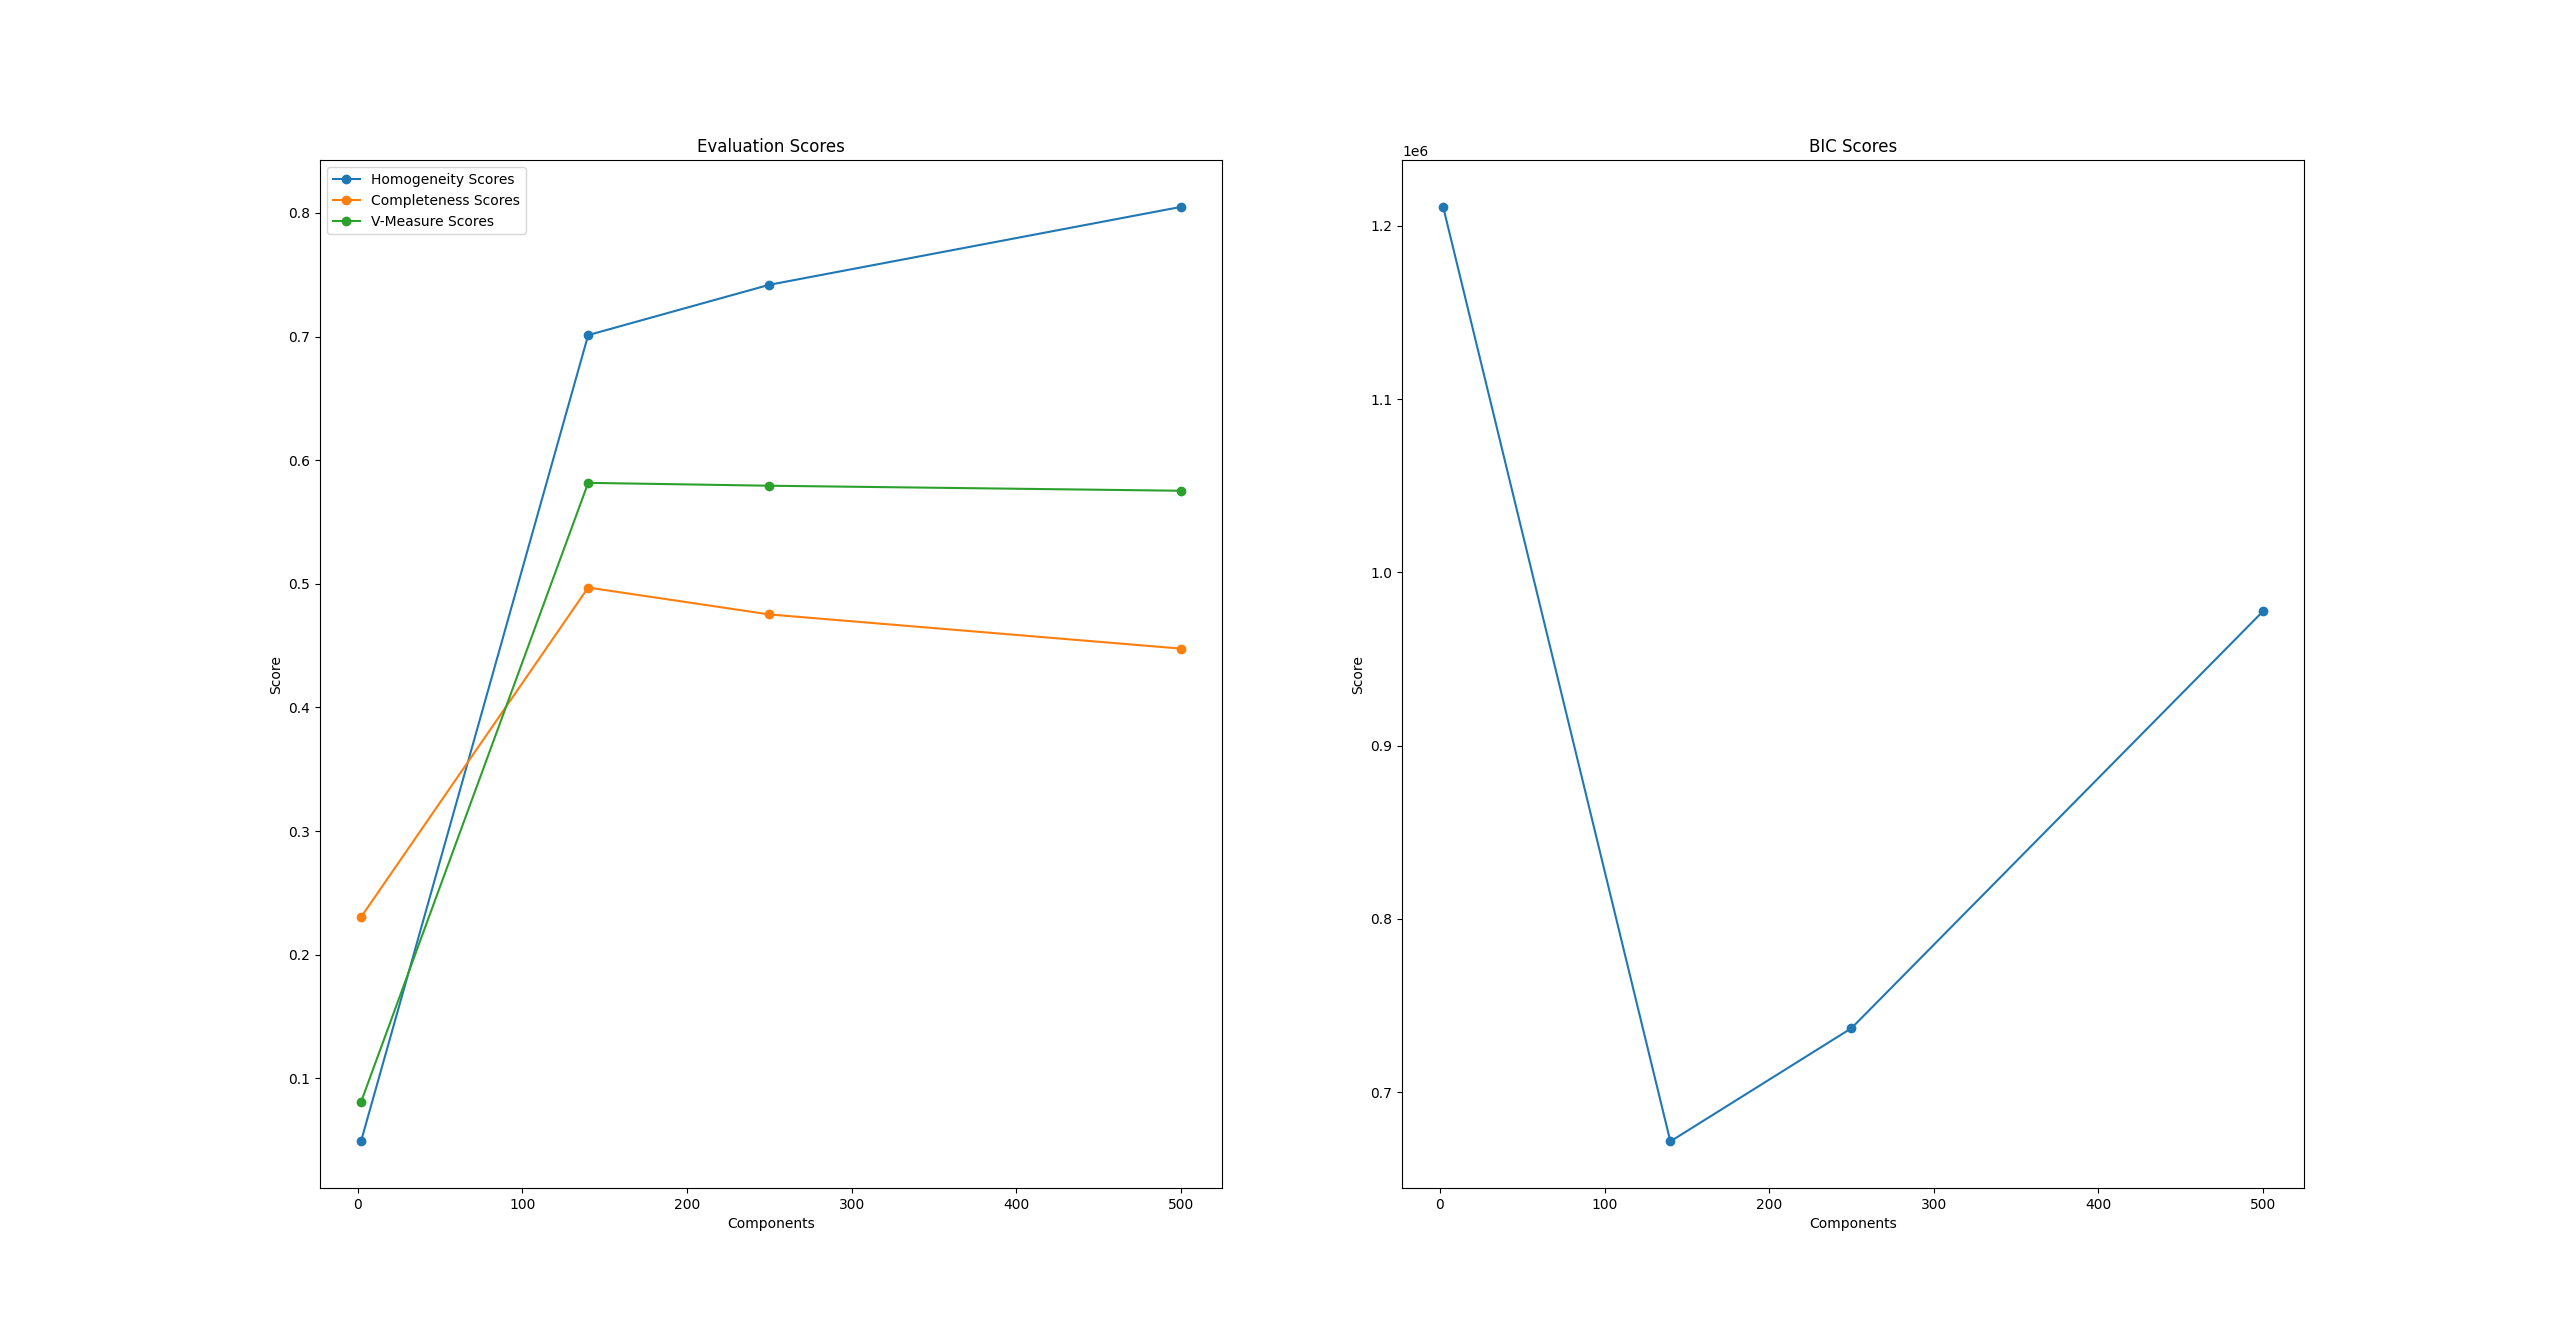 Evaluation Scores
Homogeneity Scores
Completeness Scores
V-Measure Scores
0.8
0.7
0.6
0.5
0.4
0.3
0.2
0.1
Score
0 100 200 300 400 500
Components
BIC Scores
1e6
1.2
1.1
1.0
0.9
0.8
0.7
Score
0 100 200 300 400 500
Components